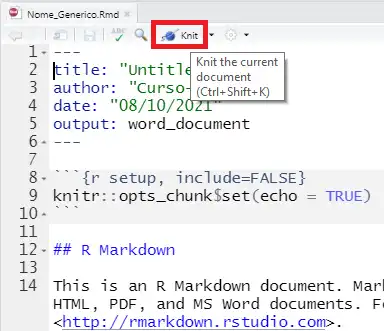 Nome_Generico.Rmd
Knit
Knit the current
document
(Ctrl+Shift+K)
1 ---
2 title: "Untitle
3 author: "Curso-
4 date: "08/10/2021"
5 output: word_document
6 ---
7
8 ```{r setup, include=FALSE}
9 knitr::opts_chunk$set(echo = TRUE)
10 ```
11
12 ## R Markdown
13
14 This is an R Markdown document. Mark
HTML, PDF, and MS Word documents. Fo
<http://rmarkdown.rstudio.com>.